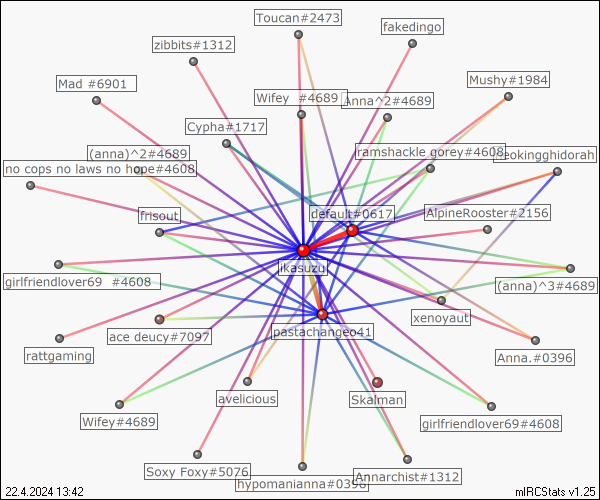 Toucan#2473
fakedingo
zibbits#1312
Mushy#1984
Mad #6901
Wifey  #4689
Anna^2#4689
Cypha#1717
(anna)^2#4689
ramshackle gorey#4608
no cops no laws no hope#4608
frisout
default#0617
AlpineRooster#2156
ikasuzu
girlfriendlover69  #4608
(anna)^3#4689
xenoyaut
ace deucy#7097
pastachangeo41
rattgaming
Anna.#0396
avelicious
Skalman
Wifey#4689
girlfriendlover69#4608
Soxy Foxy#5076
hypomanianna#0396
Annarchist#1312
22.4.2024 13:42
mIRCStats v1.25